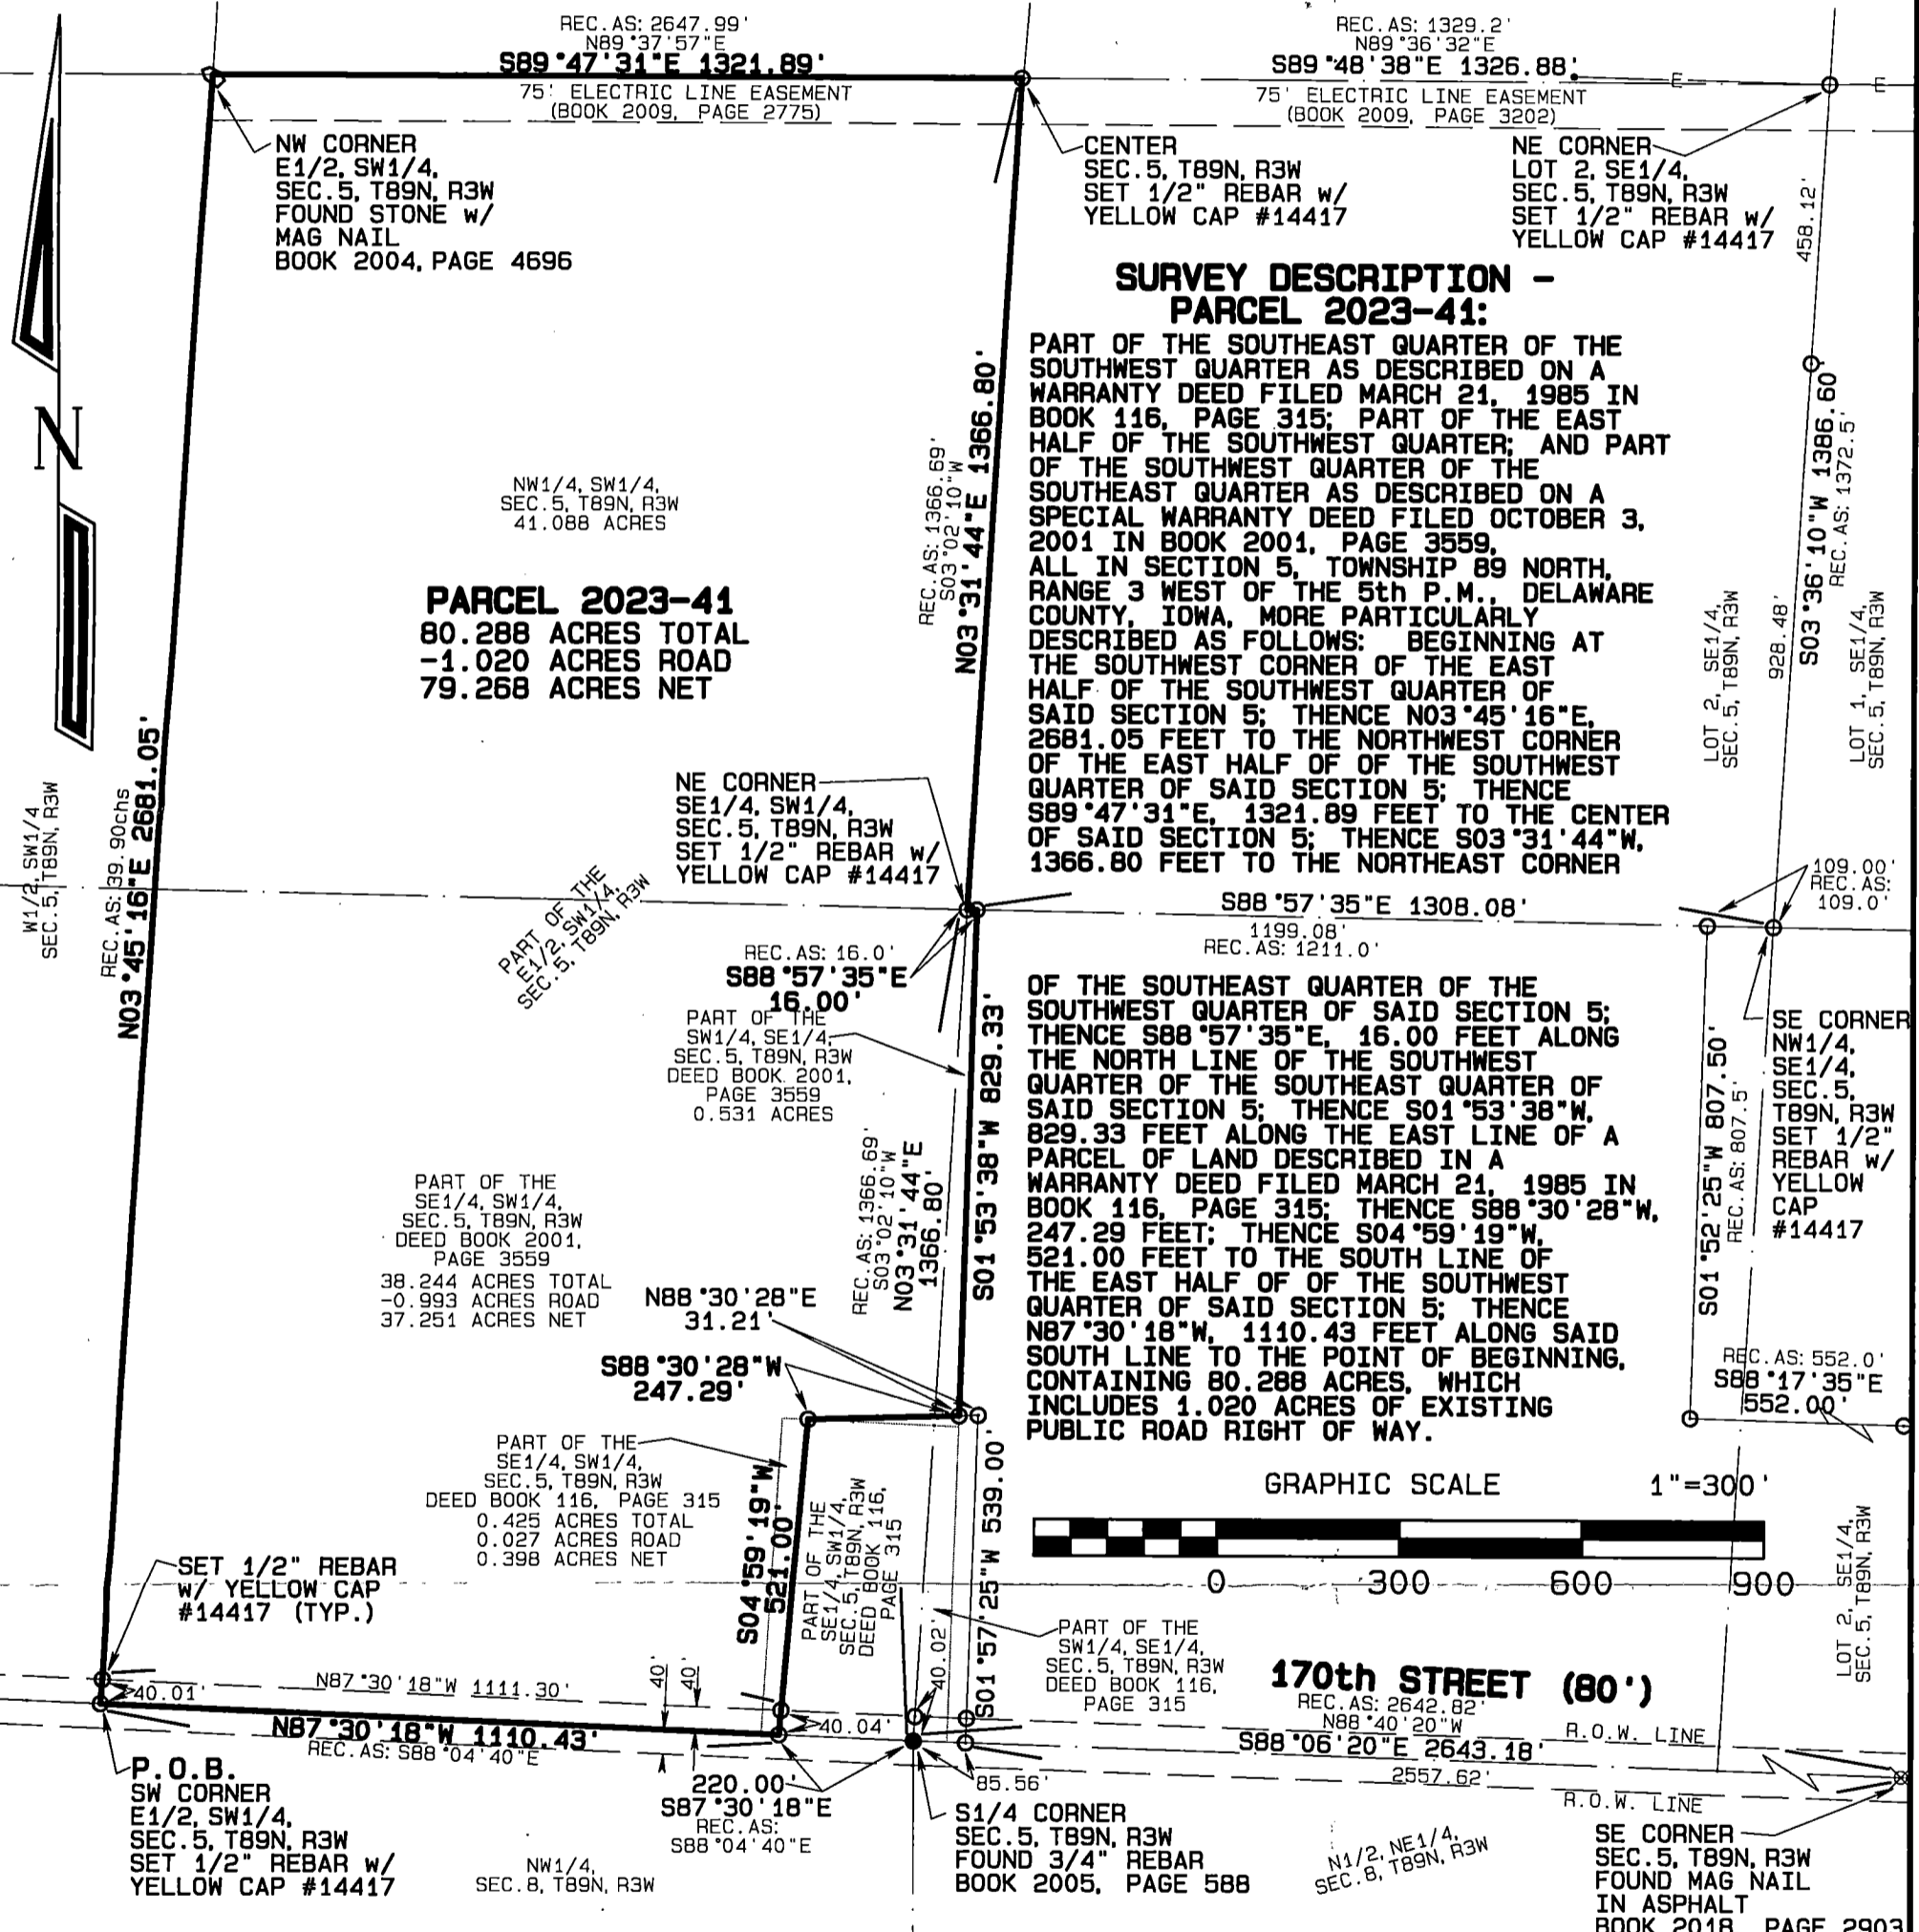 REC.AS: 2647.99'
N89°37'57"E
S89°47'31"E 1321.89'
75' ELECTRIC LINE EASEMENT
(BOOK 2009, PAGE 2775)
REC.AS: 1329.2'
N89°36'32"E
S89°48'38"E 1326.88'
E
E
75' ELECTRIC LINE EASEMENT
(BOOK 2009, PAGE 3202)
NW CORNER
E1/2, SW1/4,
SEC.5, T89N, R3W
FOUND STONE w/
MAG NAIL
BOOK 2004, PAGE 4696
CENTER
SEC.5, T89N, R3W
SET 1/2" REBAR w/
YELLOW CAP #14417
NE CORNER
LOT 2, SE1/4,
SEC.5, T89N, R3W
SET 1/2" REBAR w/
YELLOW CAP #14417
458.12'
N
SURVEY DESCRIPTION -
PARCEL 2023-41:
PART OF THE SOUTHEAST QUARTER OF THE
SOUTHWEST QUARTER AS DESCRIBED ON A
WARRANTY DEED FILED MARCH 21, 1985 IN
BOOK 116, PAGE 315; PART OF THE EAST
HALF OF THE SOUTHWEST QUARTER; AND PART
OF THE SOUTHWEST QUARTER OF THE
SOUTHEAST QUARTER AS DESCRIBED ON A
SPECIAL WARRANTY DEED FILED OCTOBER 3,
2001 IN BOOK 2001, PAGE 3559,
ALL IN SECTION 5, TOWNSHIP 89 NORTH,
RANGE 3 WEST OF THE 5th P.M., DELAWARE
COUNTY, IOWA, MORE PARTICULARLY
DESCRIBED AS FOLLOWS: BEGINNING AT
THE SOUTHWEST CORNER OF THE EAST
HALF OF THE SOUTHWEST QUARTER OF
SAID SECTION 5; THENCE N03°45'16"E,
2681.05 FEET TO THE NORTHWEST CORNER
OF THE EAST HALF OF OF THE SOUTHWEST
QUARTER OF SAID SECTION 5; THENCE
S89°47'31"E, 1321.89 FEET TO THE CENTER
OF SAID SECTION 5; THENCE S03°31'44"W,
1366.80 FEET TO THE NORTHEAST CORNER
NW1/4, SW1/4,
SEC.5, T89N, R3W
41.088 ACRES
PARCEL 2023-41
80.288 ACRES TOTAL
-1.020 ACRES ROAD
79.268 ACRES NET
REC.AS: 1366.69'
S03°02'10"W
N03°31'44"E 1366.80'
S03°36'10"W 1386.60'
REC.AS: 1372.5'
928.48'
LOT 2, SE1/4,
SEC.5, T89N, R3W
LOT 1, SE1/4,
SEC.5, T89N, R3W
W1/2, SW1/4
SEC.5, T89N, R3W
REC.AS: 39.90chs
N03°45'16"E 2681.05'
NE CORNER
SE1/4, SW1/4,
SEC.5, T89N, R3W
SET 1/2" REBAR w/
YELLOW CAP #14417
PART OF THE
E1/2, SW1/4,
SEC.5, T89N, R3W
S88°57'35"E 1308.08'
1199.08'
REC.AS: 1211.0'
109.00'
REC.AS:
109.0'
REC.AS: 16.0'
S88°57'35"E
16.00'
PART OF THE
SW1/4, SE1/4,
SEC.5, T89N, R3W
DEED BOOK 2001,
PAGE 3559
0.531 ACRES
OF THE SOUTHEAST QUARTER OF THE
SOUTHWEST QUARTER OF SAID SECTION 5;
THENCE S88°57'35"E, 16.00 FEET ALONG
THE NORTH LINE OF THE SOUTHWEST
QUARTER OF THE SOUTHEAST QUARTER OF
SAID SECTION 5; THENCE S01°53'38"W,
829.33 FEET ALONG THE EAST LINE OF A
PARCEL OF LAND DESCRIBED IN A
WARRANTY DEED FILED MARCH 21, 1985 IN
BOOK 116, PAGE 315; THENCE S88°30'28"W,
247.29 FEET; THENCE S04°59'19"W,
521.00 FEET TO THE SOUTH LINE OF
THE EAST HALF OF OF THE SOUTHWEST
QUARTER OF SAID SECTION 5; THENCE
N87°30'18"W, 1110.43 FEET ALONG SAID
SOUTH LINE TO THE POINT OF BEGINNING,
CONTAINING 80.288 ACRES, WHICH
INCLUDES 1.020 ACRES OF EXISTING
PUBLIC ROAD RIGHT OF WAY.
S01°53'38"W 829.33'
REC.AS: 1366.69'
S03°02'10"W
N03°31'44"E
1366.80'
S01°52'25"W 807.50'
REC.AS: 807.5'
SE CORNER
NW1/4,
SE1/4,
SEC.5,
T89N, R3W
SET 1/2"
REBAR w/
YELLOW
CAP
#14417
PART OF THE
SE1/4, SW1/4,
SEC.5, T89N, R3W
DEED BOOK 2001,
PAGE 3559
38.244 ACRES TOTAL
-0.993 ACRES ROAD
37.251 ACRES NET
N88°30'28"E
31.21'
S88°30'28"W
247.29'
REC.AS: 552.0'
S88°17'35"E
552.00'
PART OF THE
SE1/4, SW1/4,
SEC.5, T89N, R3W
DEED BOOK 116, PAGE 315
0.425 ACRES TOTAL
0.027 ACRES ROAD
0.398 ACRES NET
S04°59'19"W
521.00'
PART OF THE
SE1/4, SW1/4,
SEC.5, T89N, R3W
DEED BOOK 116,
PAGE 315
S01°57'25"W 539.00'
GRAPHIC SCALE 1"=300'
0 300 600 900
LOT 2, SE1/4,
SEC.5, T89N, R3W
SET 1/2" REBAR
w/ YELLOW CAP
#14417 (TYP.)
40.01'
N87°30'18"W 1111.30'
40'
40'
N87°30'18"W 1110.43'
REC.AS: S88°04'40"E
40.04'
40.02'
PART OF THE
SW1/4, SE1/4,
SEC.5, T89N, R3W
DEED BOOK 116,
PAGE 315
170th STREET (80')
REC.AS: 2642.82'
N88°40'20"W
S88°06'20"E 2643.18'
2557.62'
R.O.W. LINE
R.O.W. LINE
85.56'
220.00'
S87°30'18"E
REC.AS:
S88°04'40"E
P.O.B.
SW CORNER
E1/2, SW1/4,
SEC.5, T89N, R3W
SET 1/2" REBAR w/
YELLOW CAP #14417
NW1/4,
SEC.8, T89N, R3W
S1/4 CORNER
SEC.5, T89N, R3W
FOUND 3/4" REBAR
BOOK 2005, PAGE 588
N1/2, NE1/4,
SEC.8, T89N, R3W
SE CORNER
SEC.5, T89N, R3W
FOUND MAG NAIL
IN ASPHALT
BOOK 2018, PAGE 2903